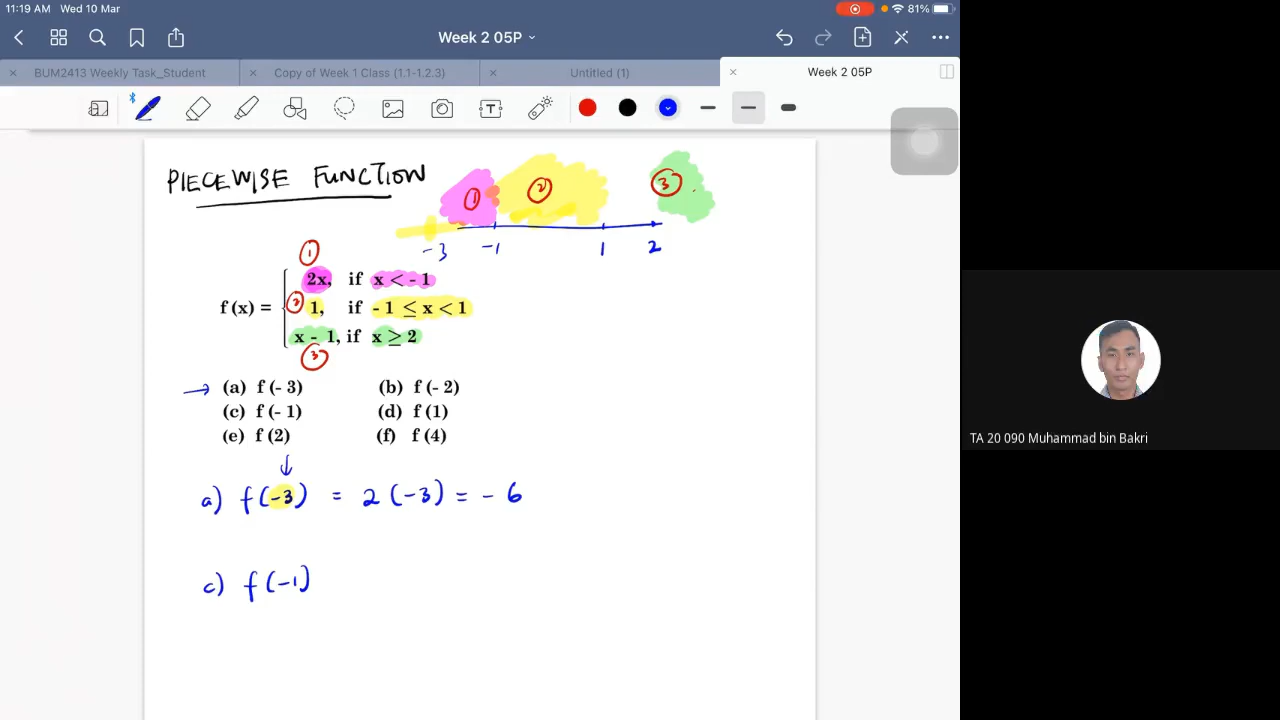 11:19 AM Wed 10 Mar
81%
Week 2 05P
BUM2413 Weekly Task_Student
Copy of Week 1 Class (1.1-1.2.3)
Untitled (1)
Week 2 05P
PIECEWISE FUNCTION
1 2 3
-3 -1 1 2
1
2x, if x < - 1
f (x) = 2 1, if - 1 ≤ x < 1
x - 1, if x ≥ 2
3
→ (a) f (- 3) (b) f (- 2)
(c) f (- 1) (d) f (1)
(e) f (2) (f) f (4)
a) f(-3) = 2(-3) = -6
c) f(-1)
TA 20 090 Muhammad bin Bakri